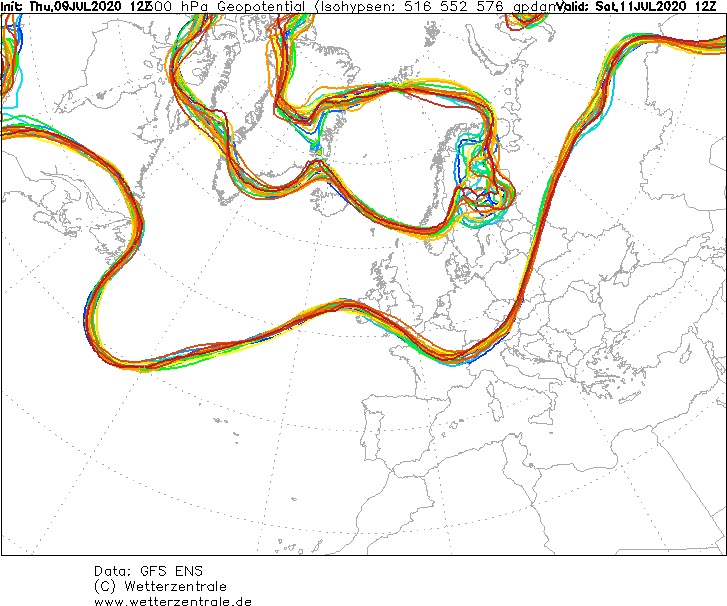 Init: Thu,09JUL2020 12Z 500 hPa Geopotential (Isohypsen: 516 552 576 gpdam) Valid: Sat,11JUL2020 12Z
Data: GFS ENS
(C) Wetterzentrale
www.wetterzentrale.de